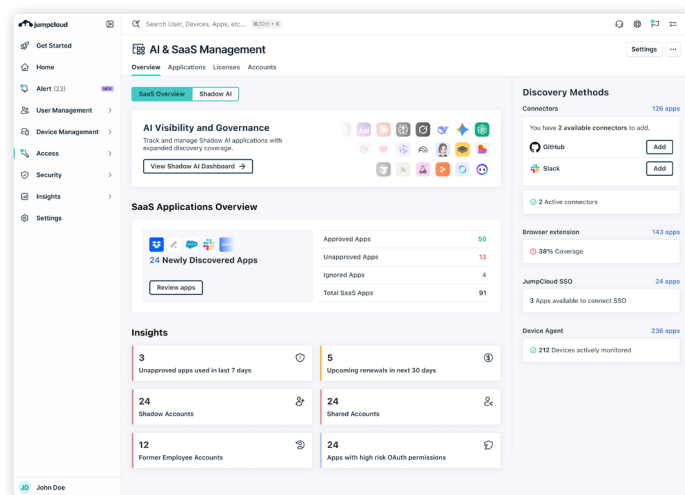 jumpcloud
Search User, Devices, Apps, etc... ⌘/Ctrl + K
Get Started
Home
Alert (23) NEW
User Management
Device Management
Access
Security
Insights
Settings
JD John Doe
AI & SaaS Management
Settings
Overview Applications Licenses Accounts
SaaS Overview Shadow AI
AI Visibility and Governance
Track and manage Shadow AI applications with
expanded discovery coverage.
View Shadow AI Dashboard →
SaaS Applications Overview
24 Newly Discovered Apps
Review apps
Approved Apps 50
Unapproved Apps 13
Ignored Apps 4
Total SaaS Apps 91
Insights
3
Unapproved apps used in last 7 days
5
Upcoming renewals in next 30 days
24
Shadow Accounts
24
Shared Accounts
12
Former Employee Accounts
24
Apps with high risk OAuth permissions
Discovery Methods
Connectors 126 apps
You have 2 available connectors to add.
GitHub Add
Slack Add
2 Active connectors
Browser extension 143 apps
38% Coverage
JumpCloud SSO 24 apps
3 Apps available to connect SSO
Device Agent 236 apps
212 Devices actively monitored